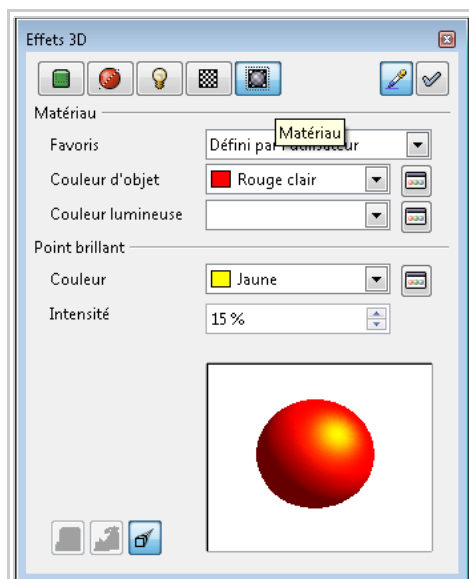 Effets 3D
Matériau
Matériau
Favoris
Défini par l'utilisateur
Couleur d'objet
Rouge clair
Couleur lumineuse
Point brillant
Couleur
Jaune
Intensité
15 %